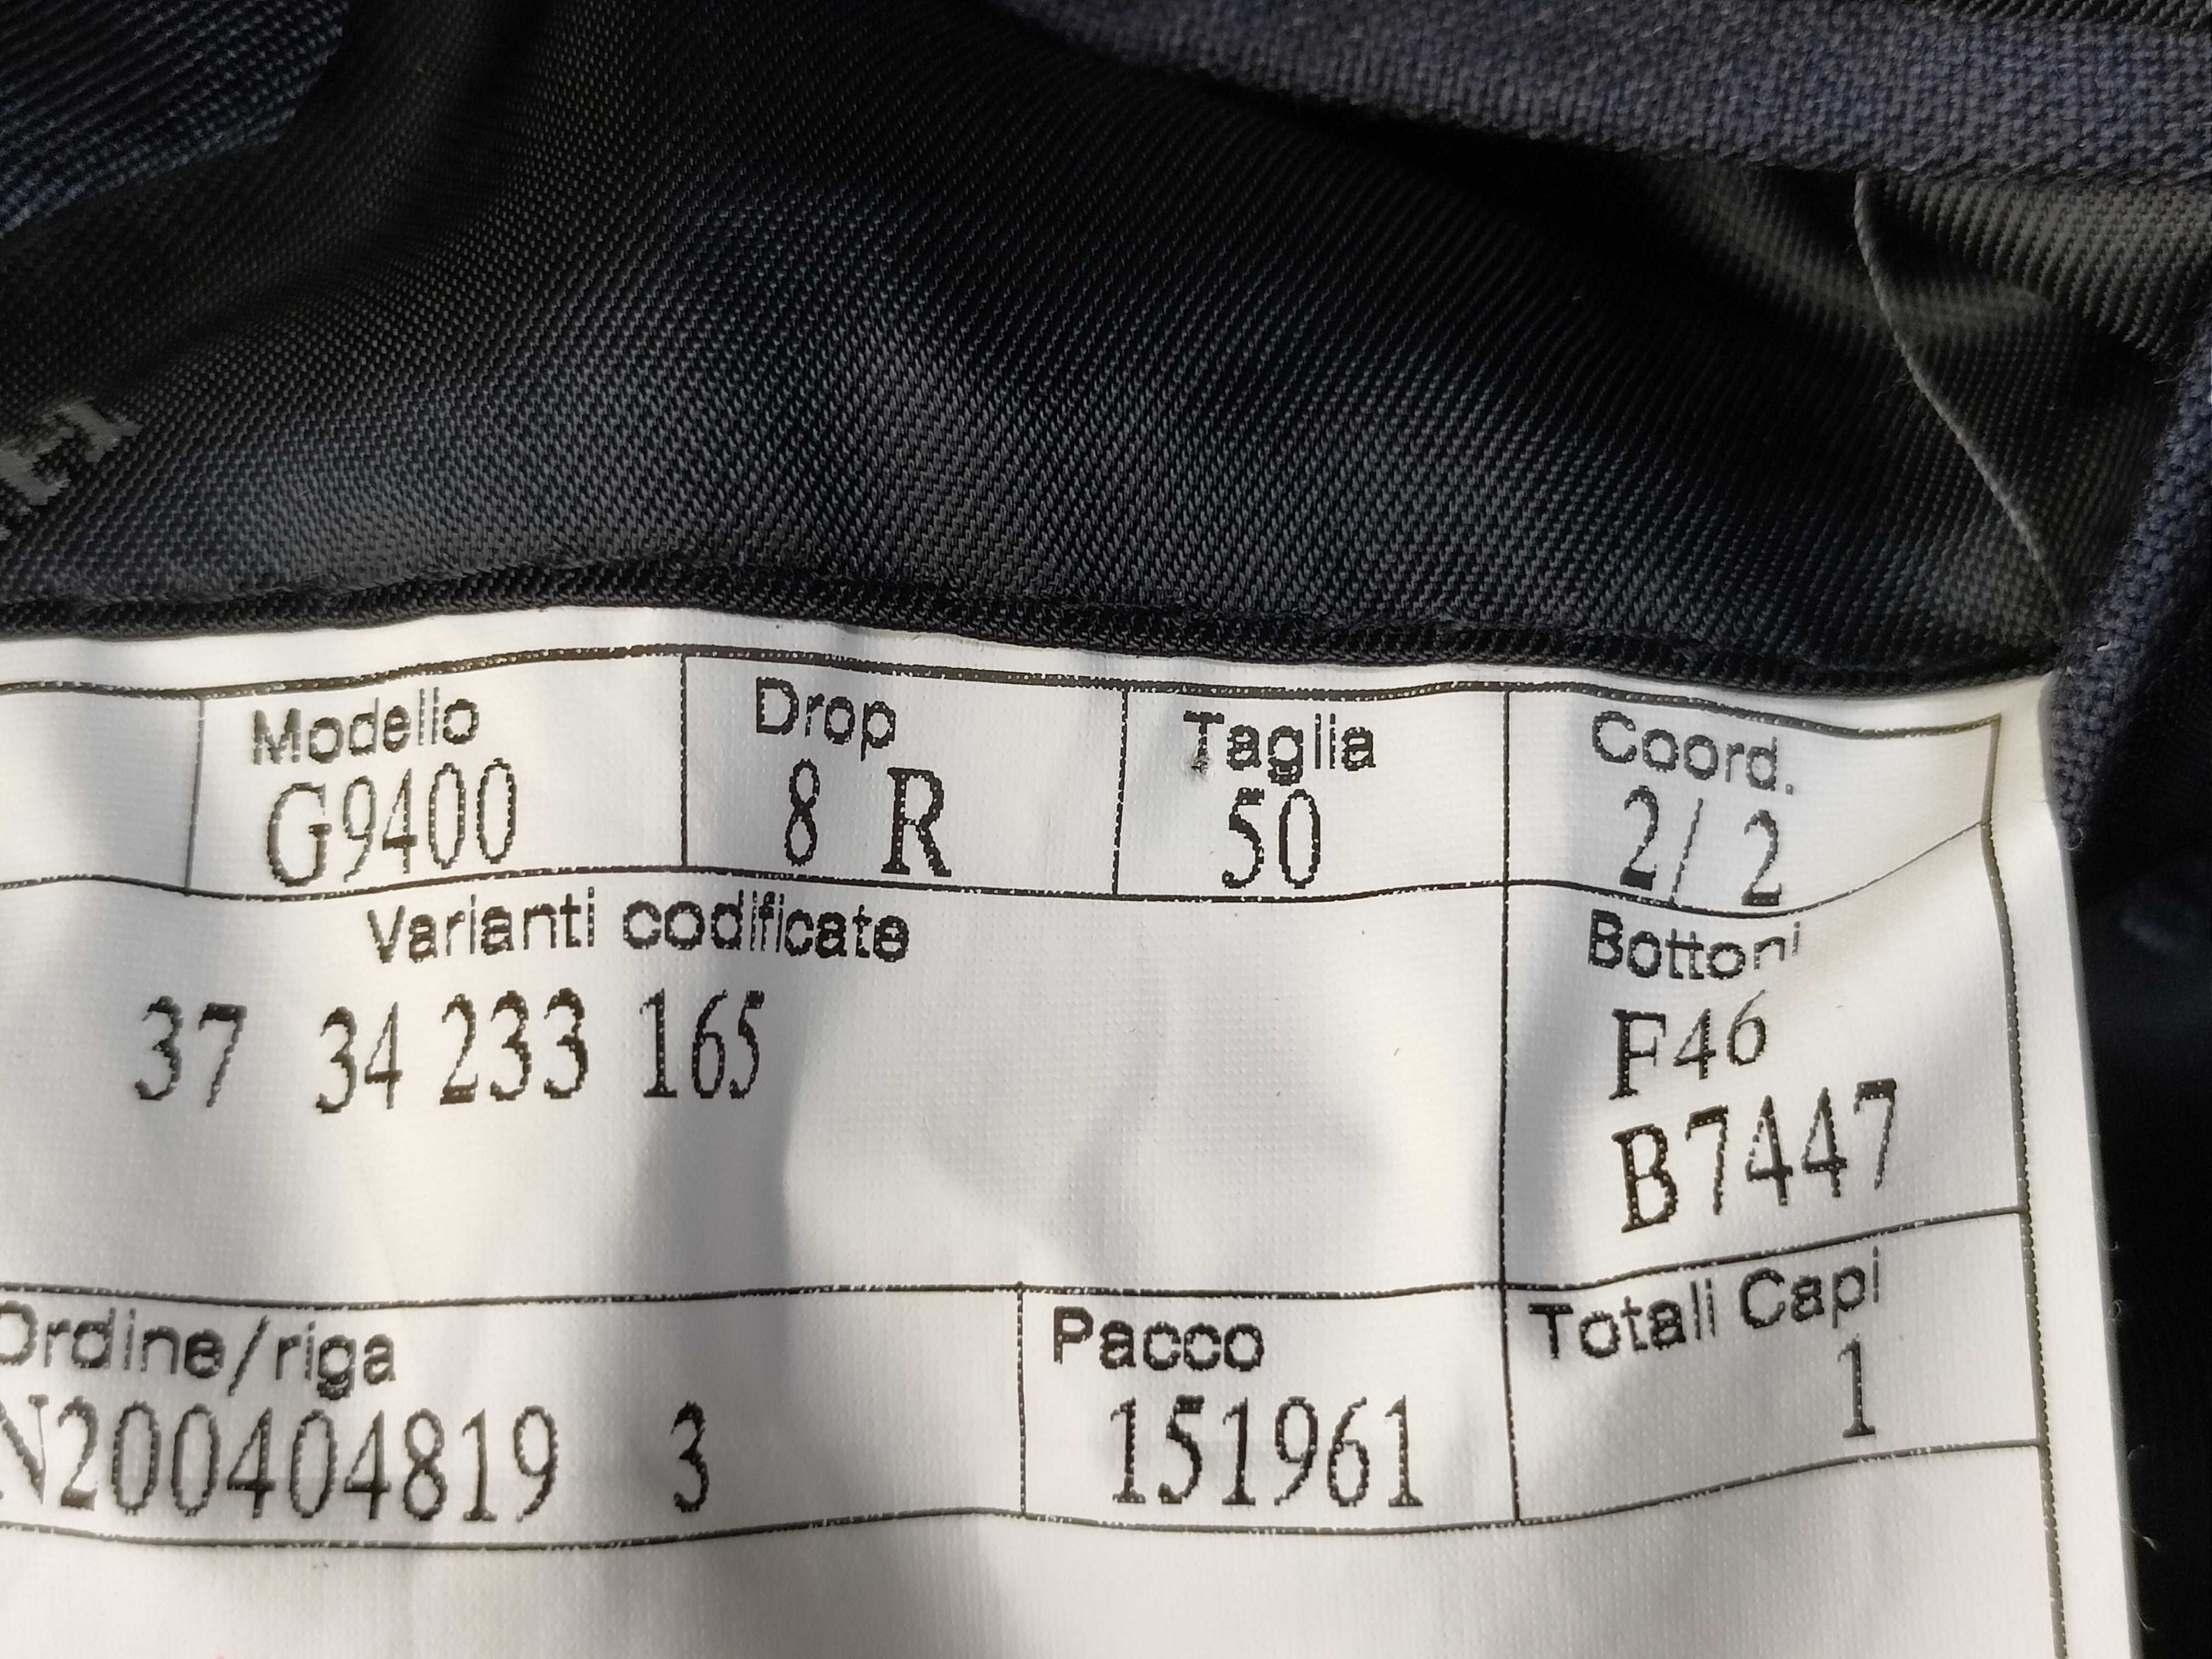 Modello Drop Taglia Coord.
G9400 8 R 50 2/ 2
Varianti codificate Bottoni
37 34 233 165 F46
B7447
Ordine/riga Pacco Totali Capi
N200404819 3 151961 1